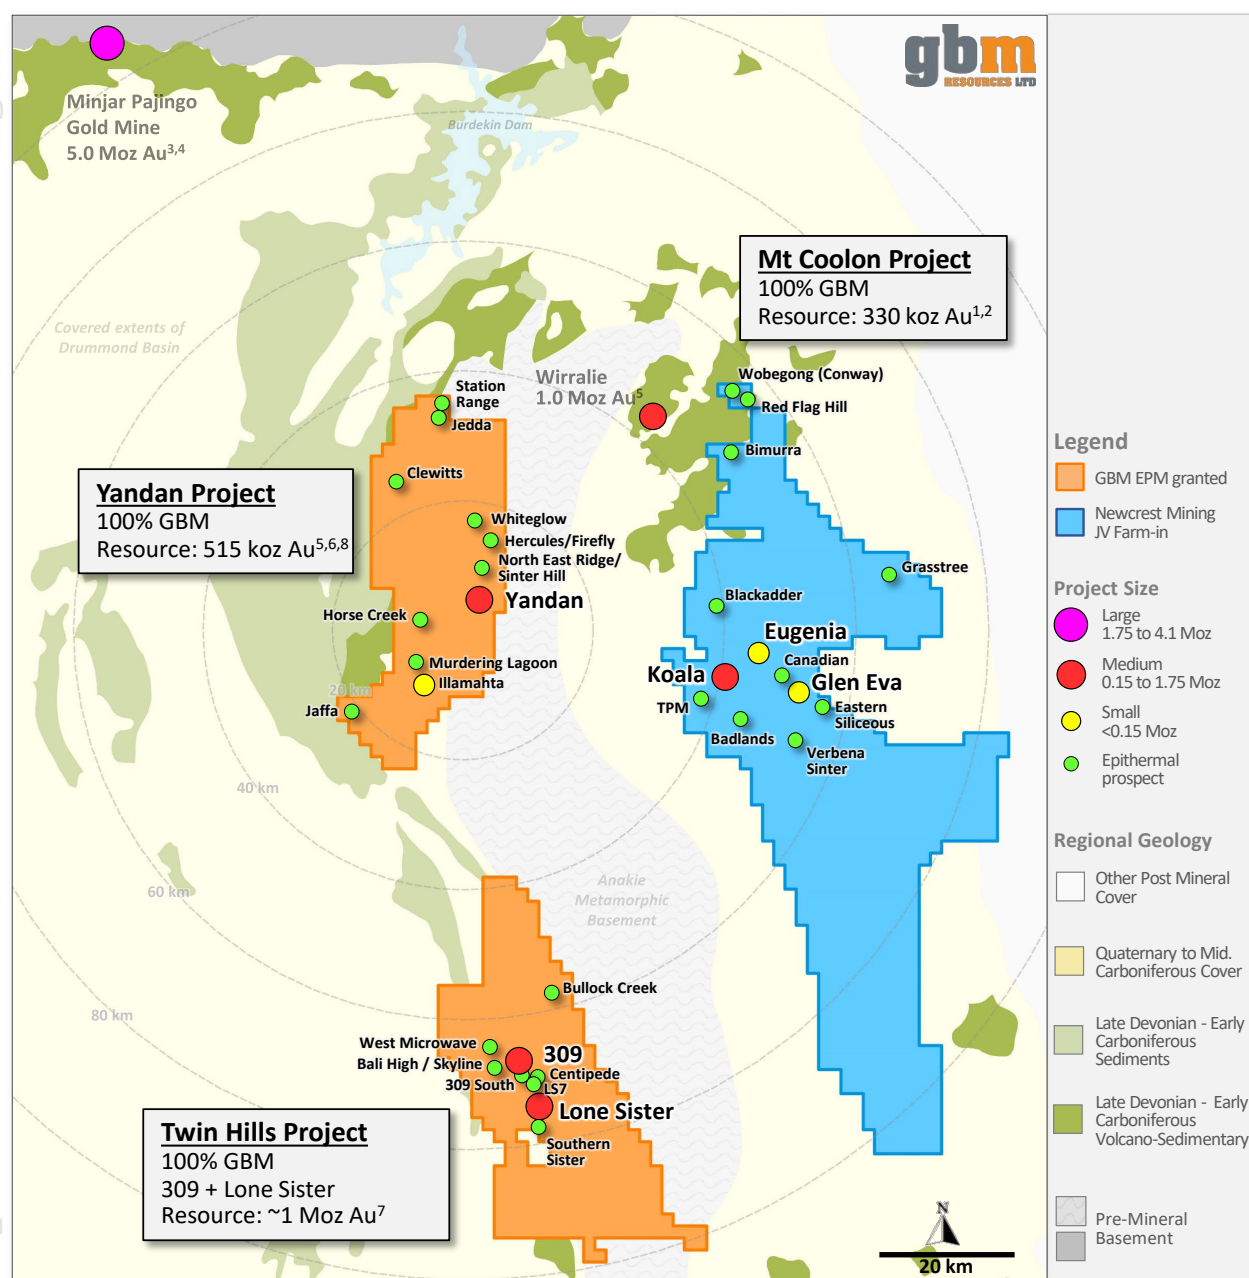 gbm
RESOURCES LTD
Minjar Pajingo
Gold Mine
5.0 Moz Au3,4
Burdekin Dam
Mt Coolon Project
100% GBM
Resource: 330 koz Au1,2
Covered extents of
Drummond Basin
Wirralie
1.0 Moz Au5
Station
Range
Jedda
Clewitts
Wobegong (Conway)
Red Flag Hill
Bimurra
Yandan Project
100% GBM
Resource: 515 koz Au5,6,8
Whiteglow
Hercules/Firefly
North East Ridge/
Sinter Hill
Yandan
Horse Creek
Murdering Lagoon
Illamahta
Jaffa
20 km
40 km
60 km
80 km
Grasstree
Blackadder
Eugenia
Canadian
Koala
Glen Eva
TPM
Eastern
Siliceous
Badlands
Verbena
Sinter
Anakie
Metamorphic
Basement
Bullock Creek
West Microwave
309
Bali High / Skyline
Centipede
309 South
LS7
Lone Sister
Southern
Sister
Twin Hills Project
100% GBM
309 + Lone Sister
Resource: ~1 Moz Au7
N
20 km
Legend
GBM EPM granted
Newcrest Mining
JV Farm-in
Project Size
Large
1.75 to 4.1 Moz
Medium
0.15 to 1.75 Moz
Small
<0.15 Moz
Epithermal
prospect
Regional Geology
Other Post Mineral
Cover
Quaternary to Mid.
Carboniferous Cover
Late Devonian - Early
Carboniferous
Sediments
Late Devonian - Early
Carboniferous
Volcano-Sedimentary
Pre-Mineral
Basement